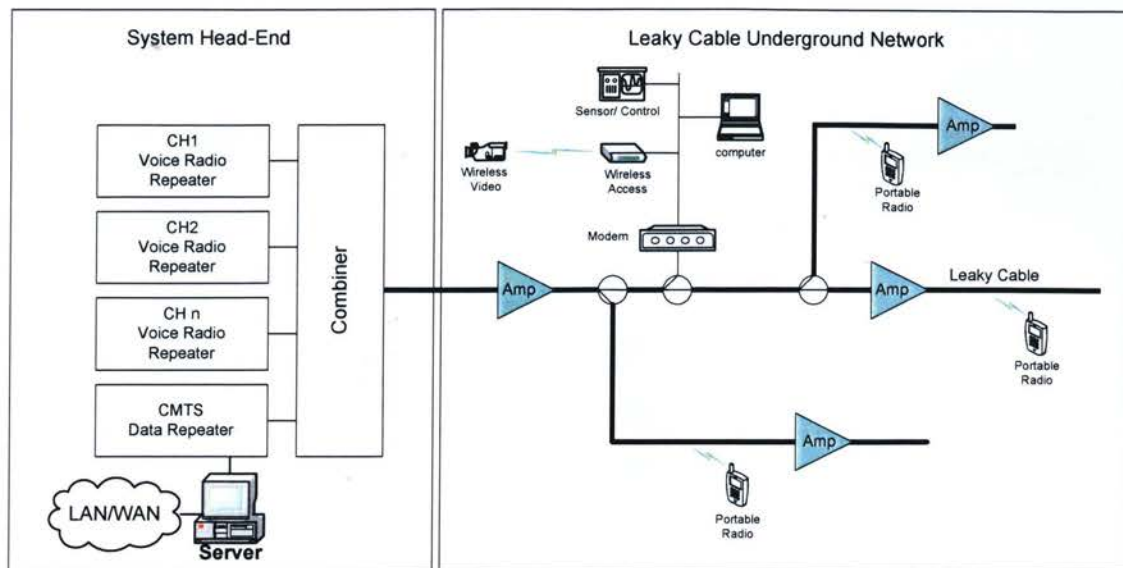 System Head-End
CH1
Voice Radio
Repeater
CH2
Voice Radio
Repeater
CH n
Voice Radio
Repeater
CMTS
Data Repeater
Combiner
LAN/WAN
Server
Leaky Cable Underground Network
Sensor/ Control
computer
Wireless
Video
Wireless
Access
Modem
Amp
Portable
Radio
Amp
Amp
Leaky Cable
Portable
Radio
Amp
Portable
Radio